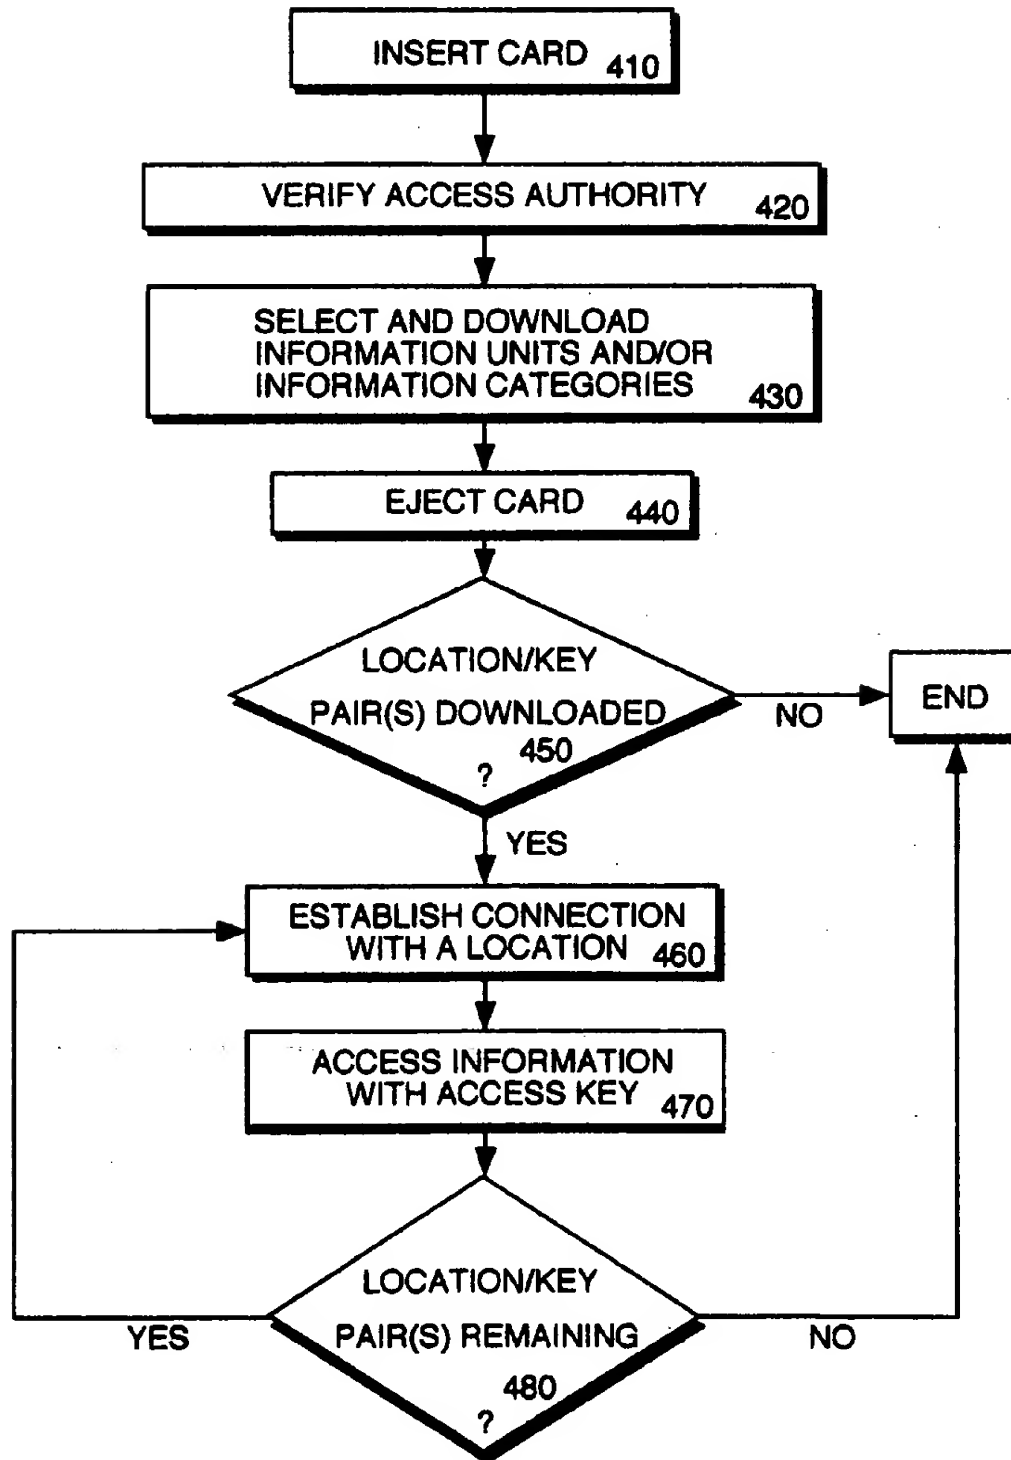 INSERT CARD 410
VERIFY ACCESS AUTHORITY 420
SELECT AND DOWNLOAD
INFORMATION UNITS AND/OR
INFORMATION CATEGORIES 430
EJECT CARD 440
LOCATION/KEY
PAIR(S) DOWNLOADED
450
?
NO
END
YES
ESTABLISH CONNECTION
WITH A LOCATION 460
ACCESS INFORMATION
WITH ACCESS KEY 470
LOCATION/KEY
PAIR(S) REMAINING
480
?
YES
NO